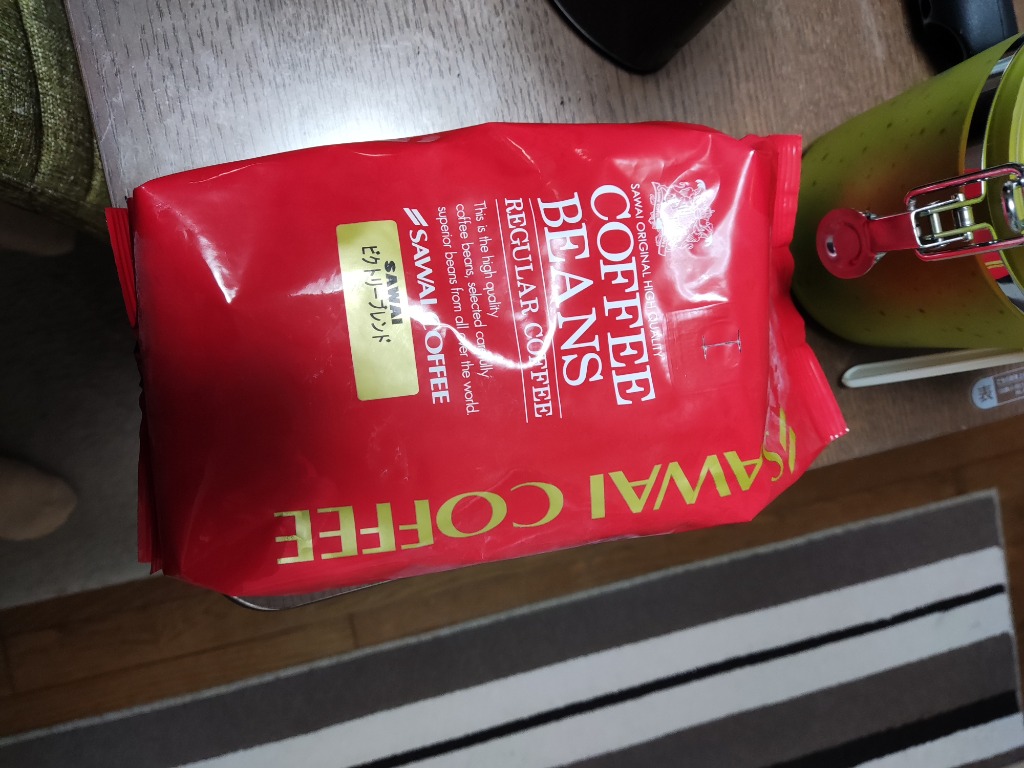 SAWAI ORIGINAL HIGH QUALITY
COFFEE
BEANS
REGULAR COFFEE
This is the high quality
coffee beans, selected carefully
superior beans from all over the world.
SAWAI COFFEE
SAWAI
ビクトリーブレンド
SAWAI COFFEE
表